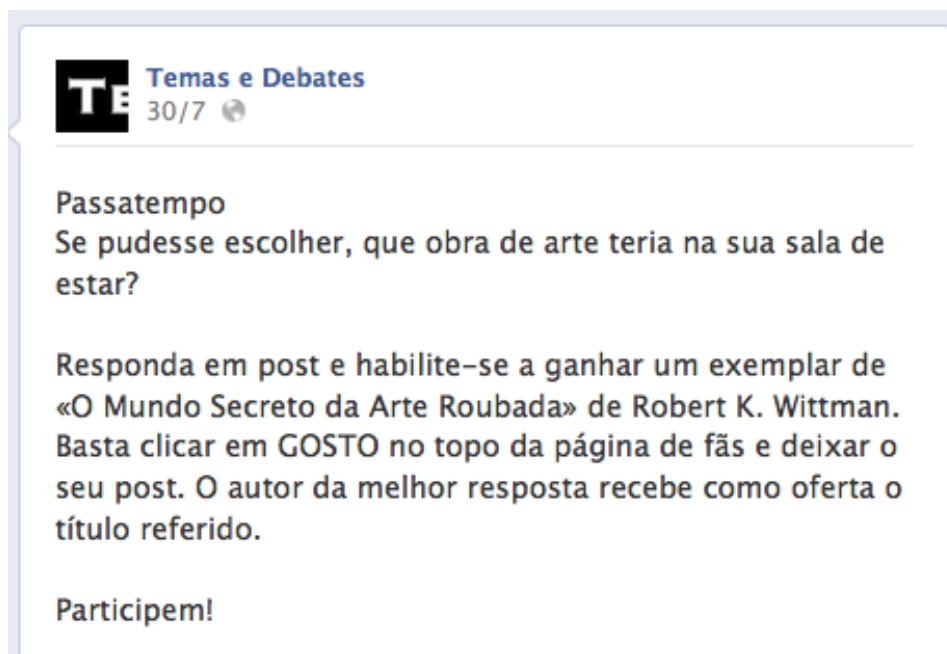 TE
Temas e Debates
30/7
Passatempo
Se pudesse escolher, que obra de arte teria na sua sala de
estar?
Responda em post e habilite-se a ganhar um exemplar de
«O Mundo Secreto da Arte Roubada» de Robert K. Wittman.
Basta clicar em GOSTO no topo da página de fãs e deixar o
seu post. O autor da melhor resposta recebe como oferta o
título referido.
Participem!